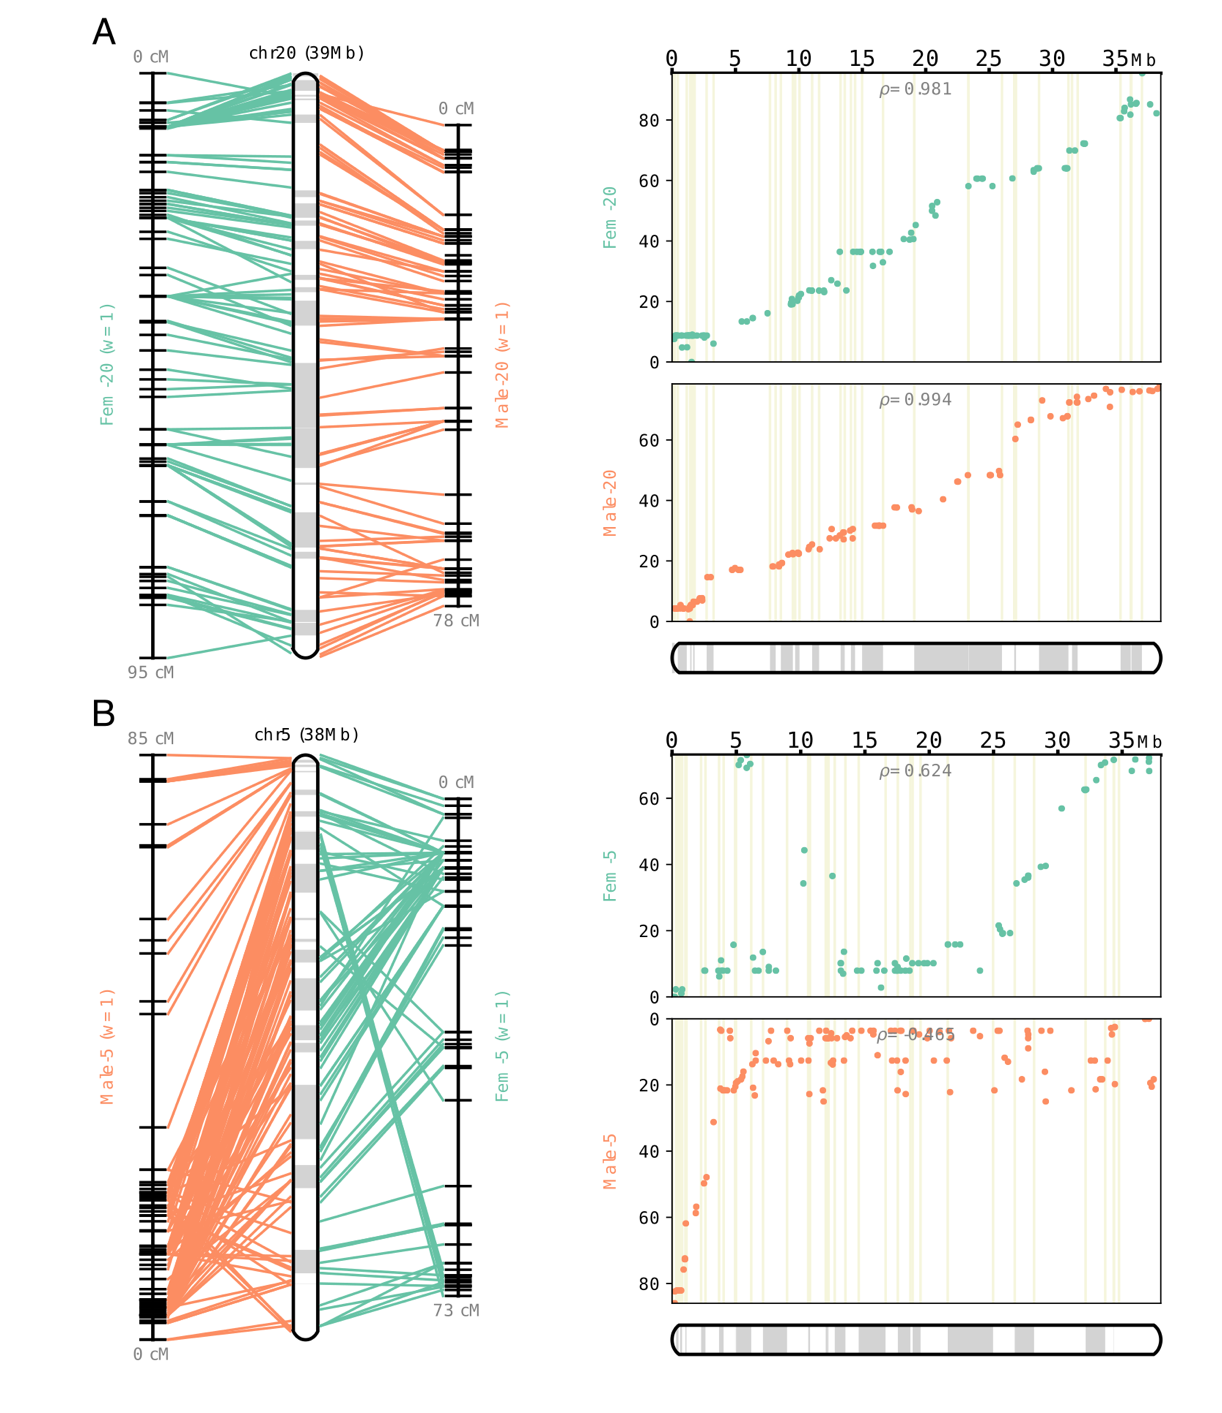 A
chr20 (39Mb)
0 cM
0 cM
Fem-20 (w=1)
Male-20 (w=1)
78 cM
95 cM
0 5 10 15 20 25 30 35Mb
ρ=0.981
Fem-20
80
60
40
20
0
ρ=0.994
Male-20
60
40
20
0
B
chr5 (38Mb)
85 cM
0 cM
Male-5 (w=1)
Fem-5 (w=1)
73 cM
0 cM
0 5 10 15 20 25 30 35Mb
ρ=0.624
Fem-5
60
40
20
0
ρ=-0.465
Male-5
0
20
40
60
80